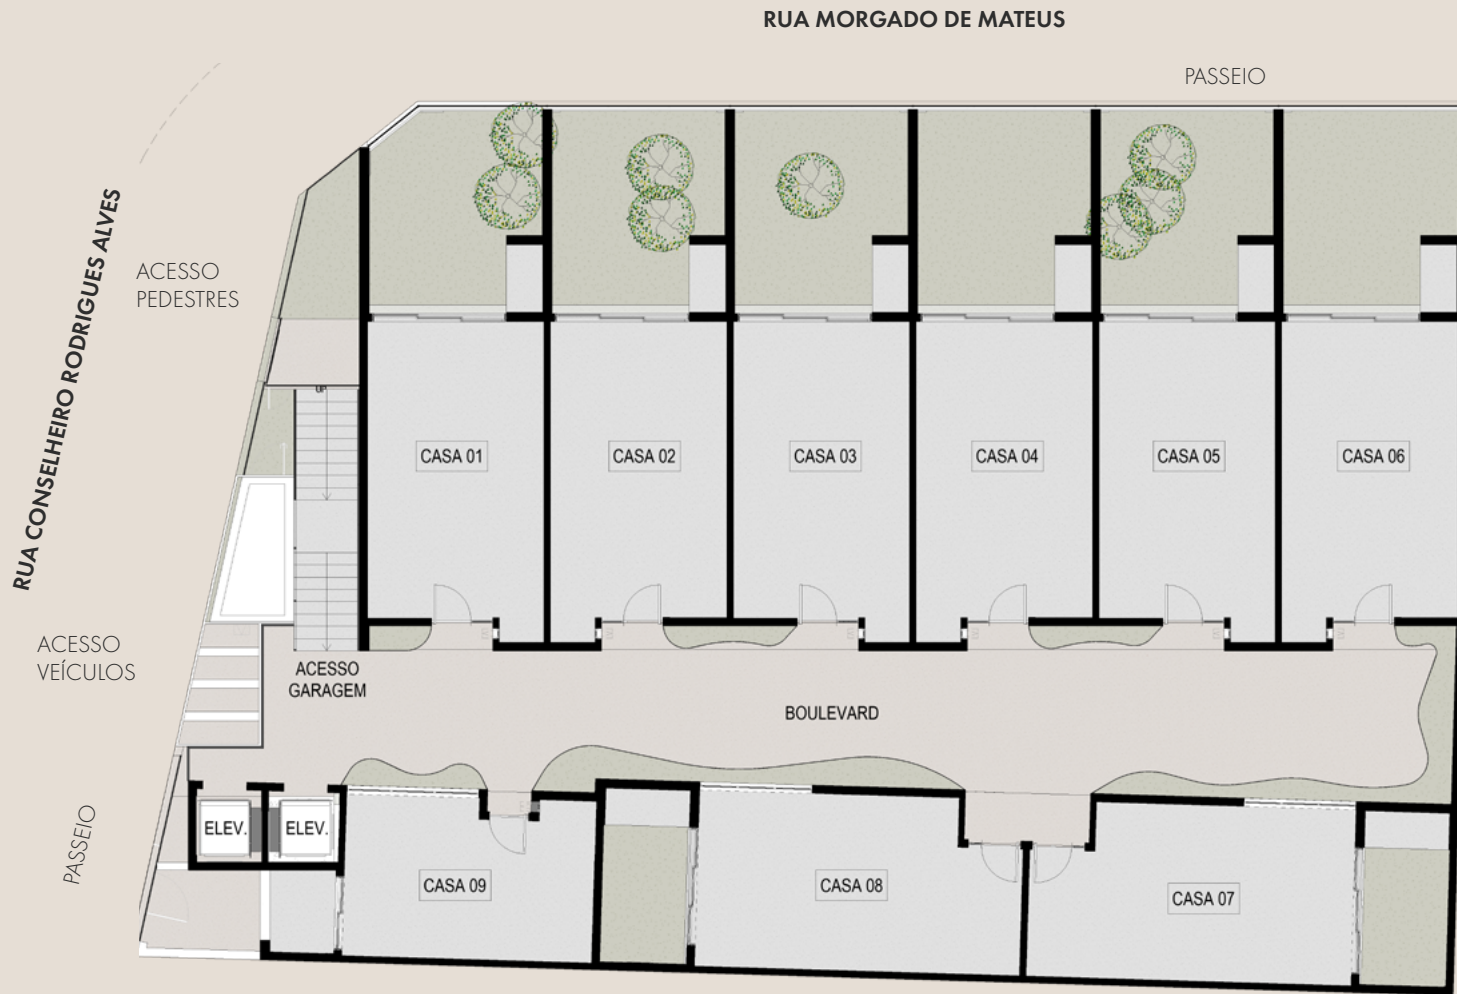 RUA MORGADO DE MATEUS
PASSEIO
RUA CONSELHEIRO RODRIGUES ALVES
ACESSO
PEDESTRES
UP
CASA 01
CASA 02
CASA 03
CASA 04
CASA 05
CASA 06
ACESSO
VEÍCULOS
ACESSO
GARAGEM
BOULEVARD
PASSEIO
ELEV.
ELEV.
CASA 09
CASA 08
CASA 07